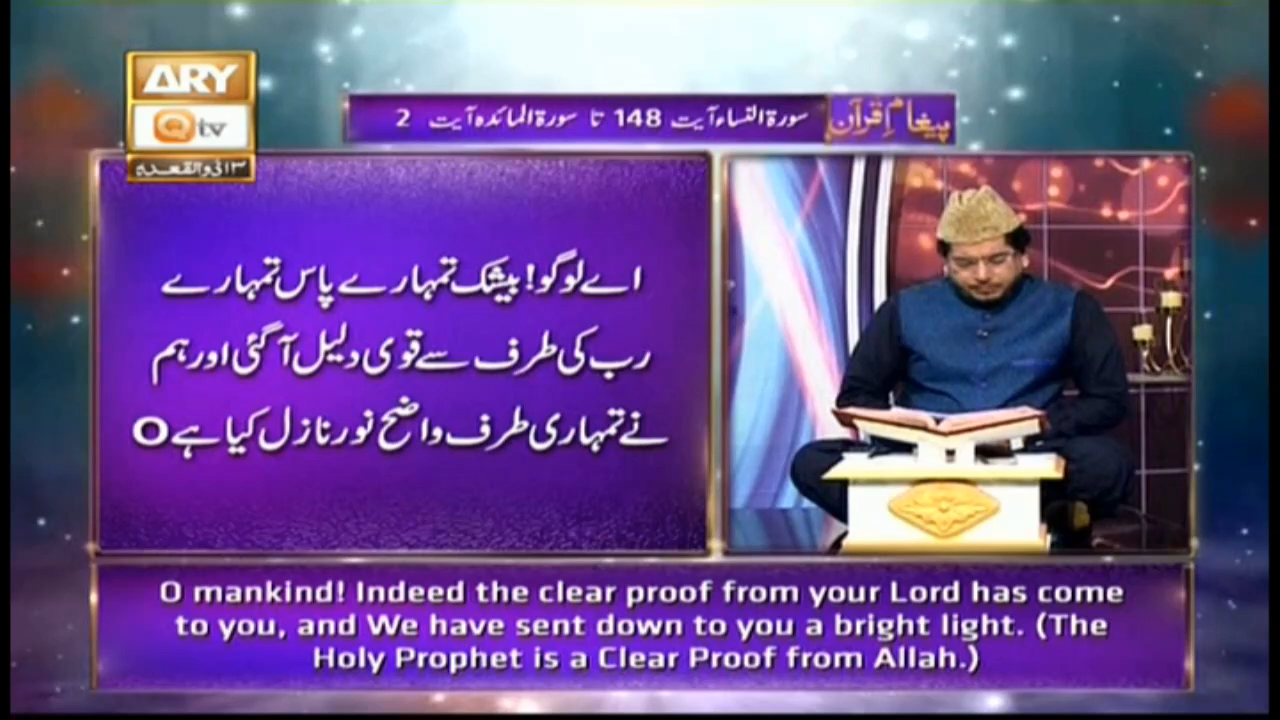 ARY
Qtv
۱۳ ذوالقعدہ
پیغامِ قرآن
سورۃ النساء آیت 148 تا سورۃ المائدہ آیت 2
اے لوگو! بیشک تمہارے پاس تمہارے
رب کی طرف سے قوی دلیل آگئی اور ہم
نے تمہاری طرف واضح نور نازل کیا ہے O
O mankind! Indeed the clear proof from your Lord has come
to you, and We have sent down to you a bright light. (The
Holy Prophet is a Clear Proof from Allah.)